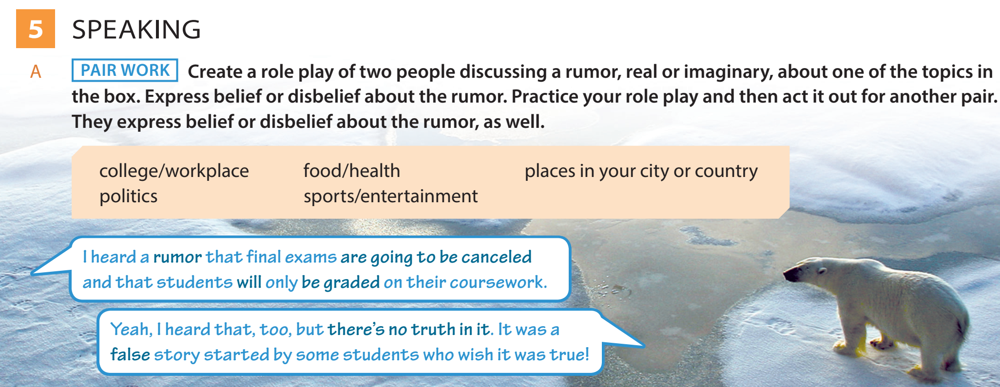 5 SPEAKING
A PAIR WORK Create a role play of two people discussing a rumor, real or imaginary, about one of the topics in
the box. Express belief or disbelief about the rumor. Practice your role play and then act it out for another pair.
They express belief or disbelief about the rumor, as well.
college/workplace food/health places in your city or country
politics sports/entertainment
I heard a rumor that final exams are going to be canceled
and that students will only be graded on their coursework.
Yeah, I heard that, too, but there's no truth in it. It was a
false story started by some students who wish it was true!